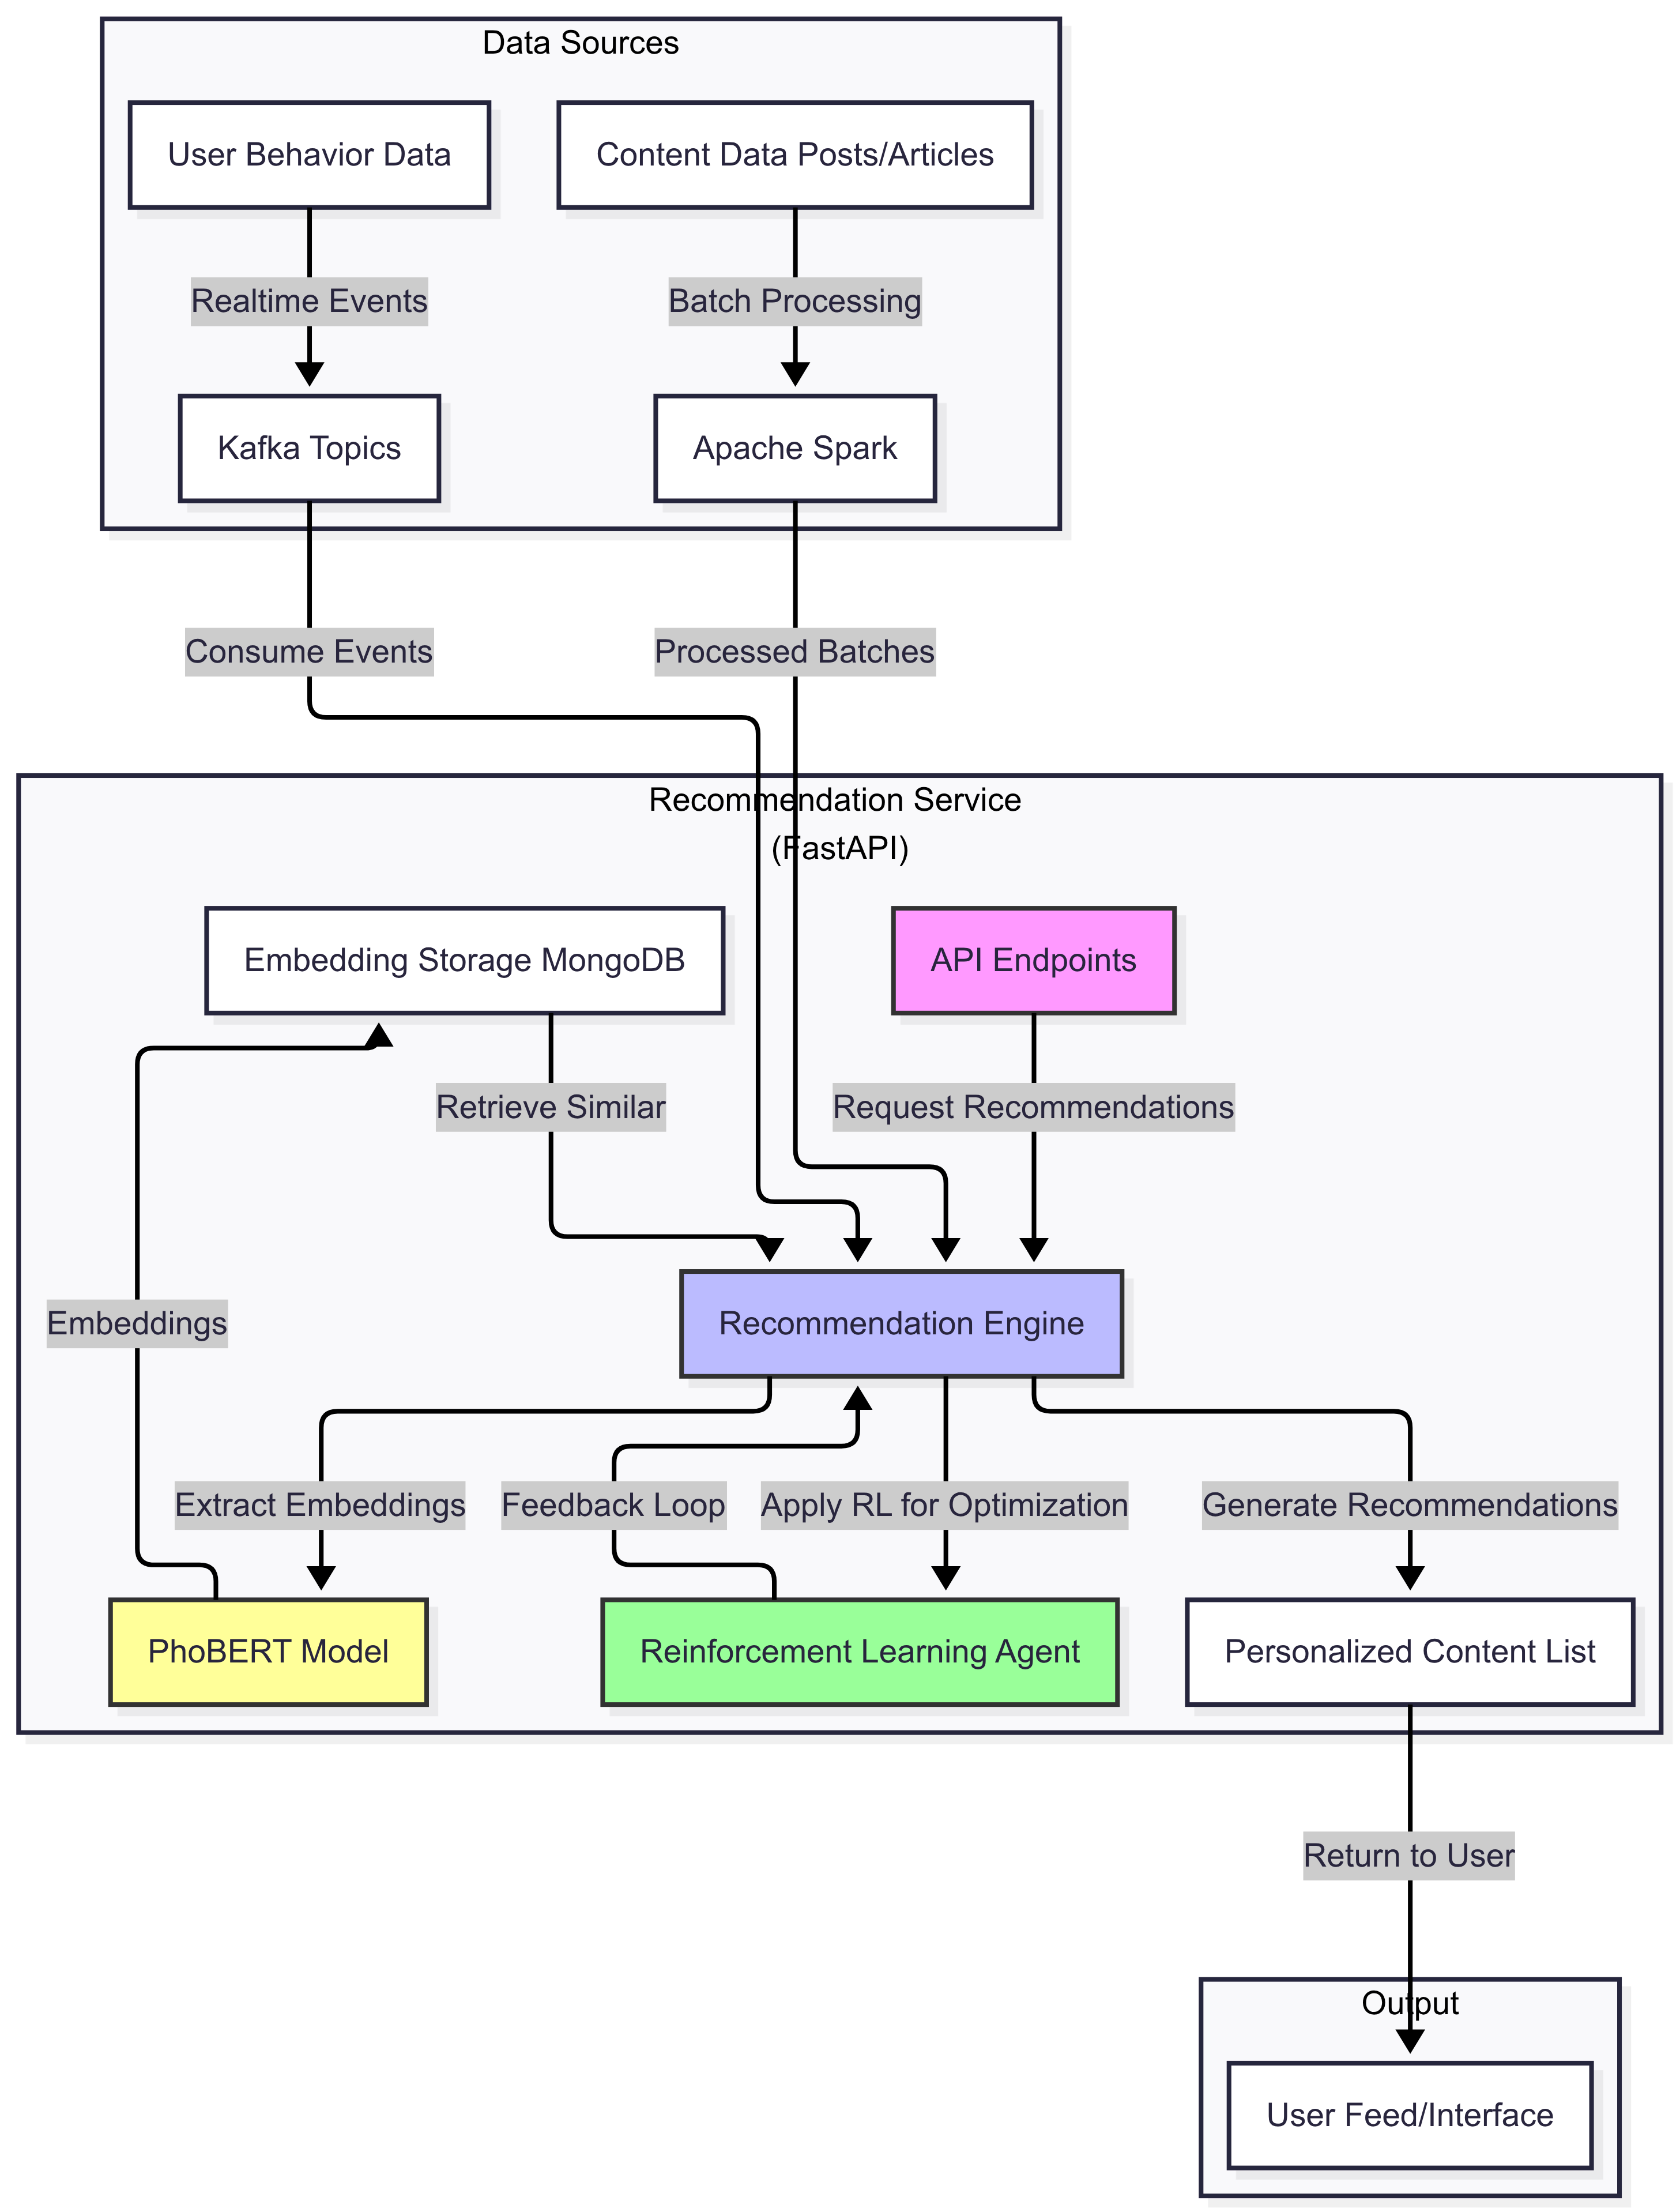 Data Sources
User Behavior Data
Content Data Posts/Articles
Realtime Events
Batch Processing
Kafka Topics
Apache Spark
Consume Events
Processed Batches
Recommendation Service
(FastAPI)
Embedding Storage MongoDB
API Endpoints
Retrieve Similar
Request Recommendations
Embeddings
Recommendation Engine
Extract Embeddings
Feedback Loop
Apply RL for Optimization
Generate Recommendations
PhoBERT Model
Reinforcement Learning Agent
Personalized Content List
Return to User
Output
User Feed/Interface